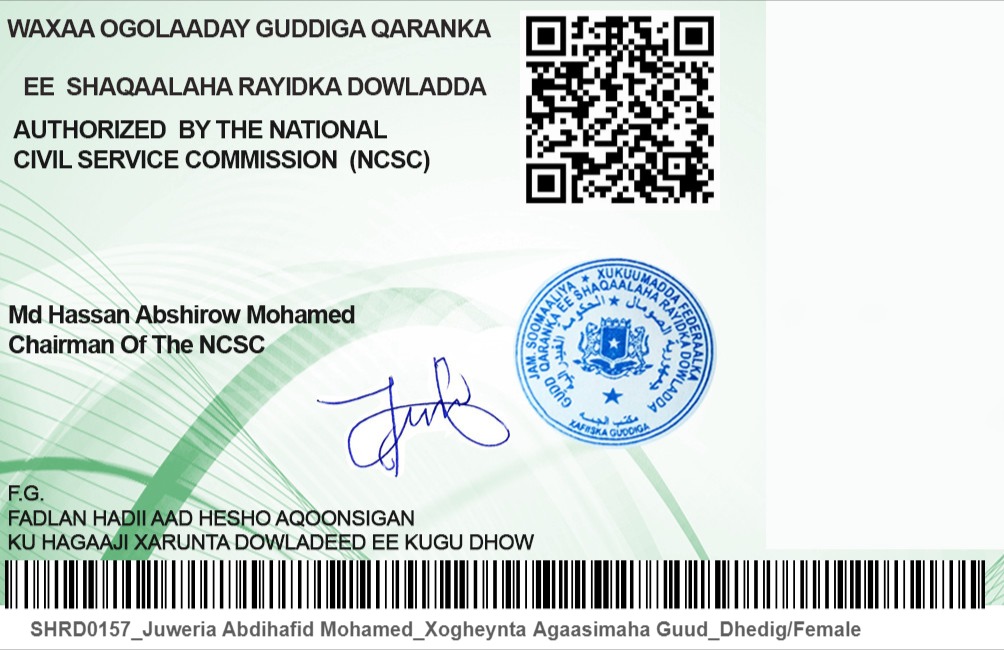 WAXAA OGOLAADAY GUDDIGA QARANKA
EE SHAQAALAHA RAYIDKA DOWLADDA
AUTHORIZED BY THE NATIONAL
CIVIL SERVICE COMMISSION (NCSC)
Md Hassan Abshirow Mohamed
Chairman Of The NCSC
JAM. SOOMAALIYA ★ XUKUUMADDA FEDERAALKA
GUDD QARANKA EE SHAQAALAHA RAYIDKA DOWLADDA
مكتب
XAFIISKA GUDDIGA
F.G.
FADLAN HADII AAD HESHO AQOONSIGAN
KU HAGAAJI XARUNTA DOWLADEED EE KUGU DHOW
SHRD0157_Juweria Abdihafid Mohamed_Xogheynta Agaasimaha Guud_Dhedig/Female